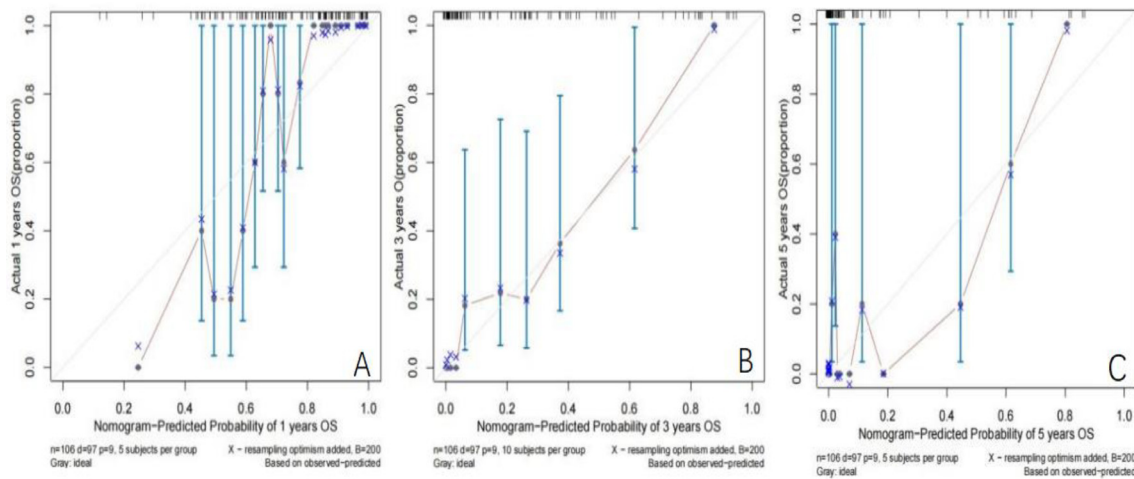 Actual 1 years OS(proportion)
0.0 0.2 0.4 0.6 0.8 1.0
A
0.0 0.2 0.4 0.6 0.8 1.0
Nomogram-Predicted Probability of 1 years OS
n=106 d=97 p=9, 5 subjects per group
Gray: ideal
X - resampling optimism added, B=200
Based on observed-predicted
Actual 3 years O(proportion)
0.0 0.2 0.4 0.6 0.8 1.0
B
0.0 0.2 0.4 0.6 0.8 1.0
Nomogram-Predicted Probability of 3 years OS
n=106 d=97 p=9, 10 subjects per group
Gray: ideal
X - resampling optimism added, B=200
Based on observed-predicted
Actual 5 years OS(proportion)
0.0 0.2 0.4 0.6 0.8 1.0
C
0.0 0.2 0.4 0.6 0.8 1.0
Nomogram-Predicted Probability of 5 years OS
n=106 d=97 p=9, 5 subjects per group
Gray: ideal
X - resampling optimism added, B=200
Based on observed-predicted